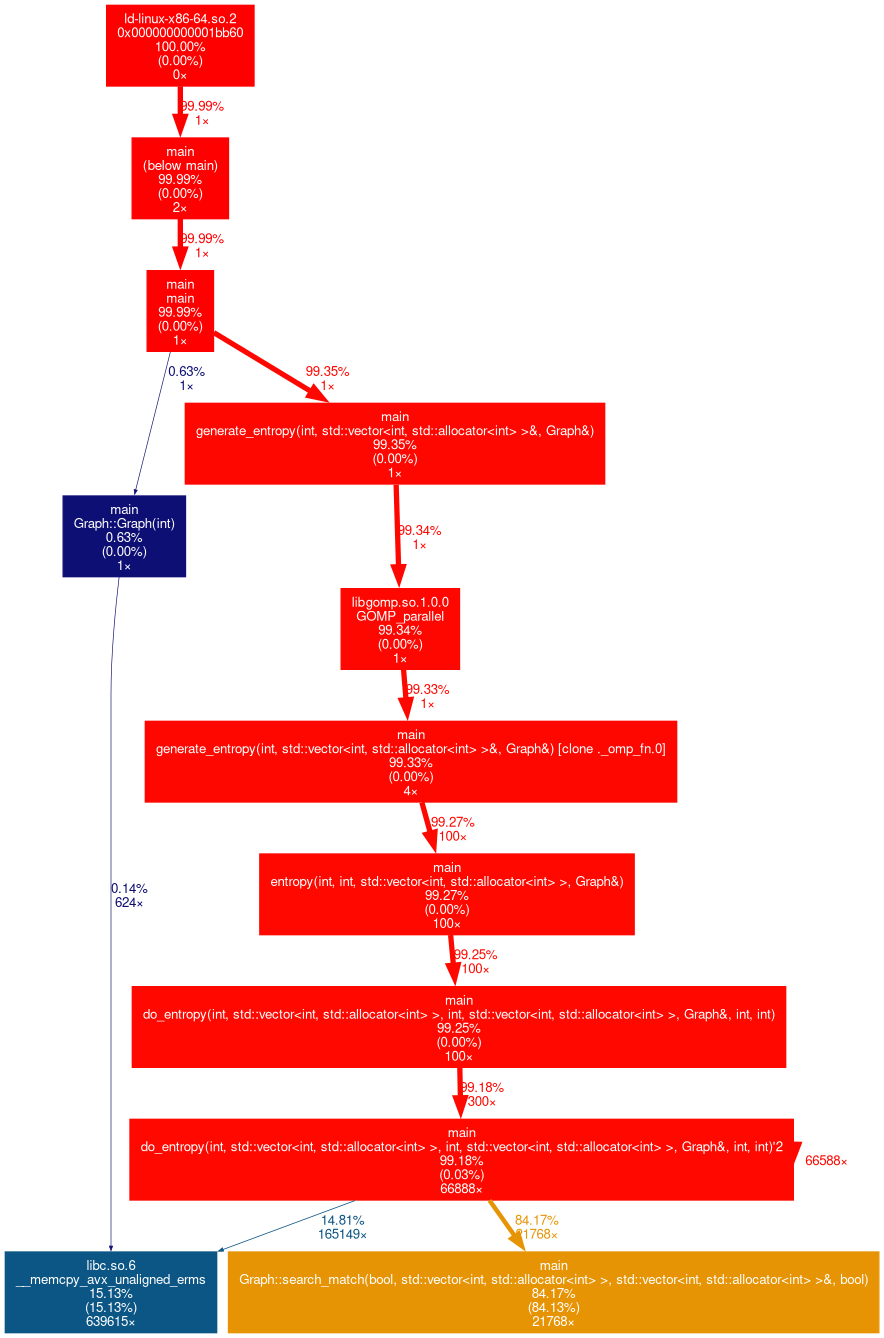 ld-linux-x86-64.so.2
0x000000000001bb60
100.00%
(0.00%)
0×
99.99%
1×
main
(below main)
99.99%
(0.00%)
2×
99.99%
1×
main
main
99.99%
(0.00%)
1×
0.63%
1×
99.35%
1×
main
generate_entropy(int, std::vector<int, std::allocator<int> >&, Graph&)
99.35%
(0.00%)
1×
main
Graph::Graph(int)
0.63%
(0.00%)
1×
99.34%
1×
libgomp.so.1.0.0
GOMP_parallel
99.34%
(0.00%)
1×
99.33%
1×
main
generate_entropy(int, std::vector<int, std::allocator<int> >&, Graph&) [clone ._omp_fn.0]
99.33%
(0.00%)
4×
99.27%
100×
main
entropy(int, int, std::vector<int, std::allocator<int> >, Graph&)
99.27%
(0.00%)
100×
0.14%
624×
99.25%
100×
main
do_entropy(int, std::vector<int, std::allocator<int> >, int, std::vector<int, std::allocator<int> >, Graph&, int, int)
99.25%
(0.00%)
100×
99.18%
300×
main
do_entropy(int, std::vector<int, std::allocator<int> >, int, std::vector<int, std::allocator<int> >, Graph&, int, int)'2
99.18%
(0.03%)
66888×
66588×
14.81%
165149×
84.17%
21768×
libc.so.6
__memcpy_avx_unaligned_erms
15.13%
(15.13%)
639615×
main
Graph::search_match(bool, std::vector<int, std::allocator<int> >, std::vector<int, std::allocator<int> >&, bool)
84.17%
(84.13%)
21768×